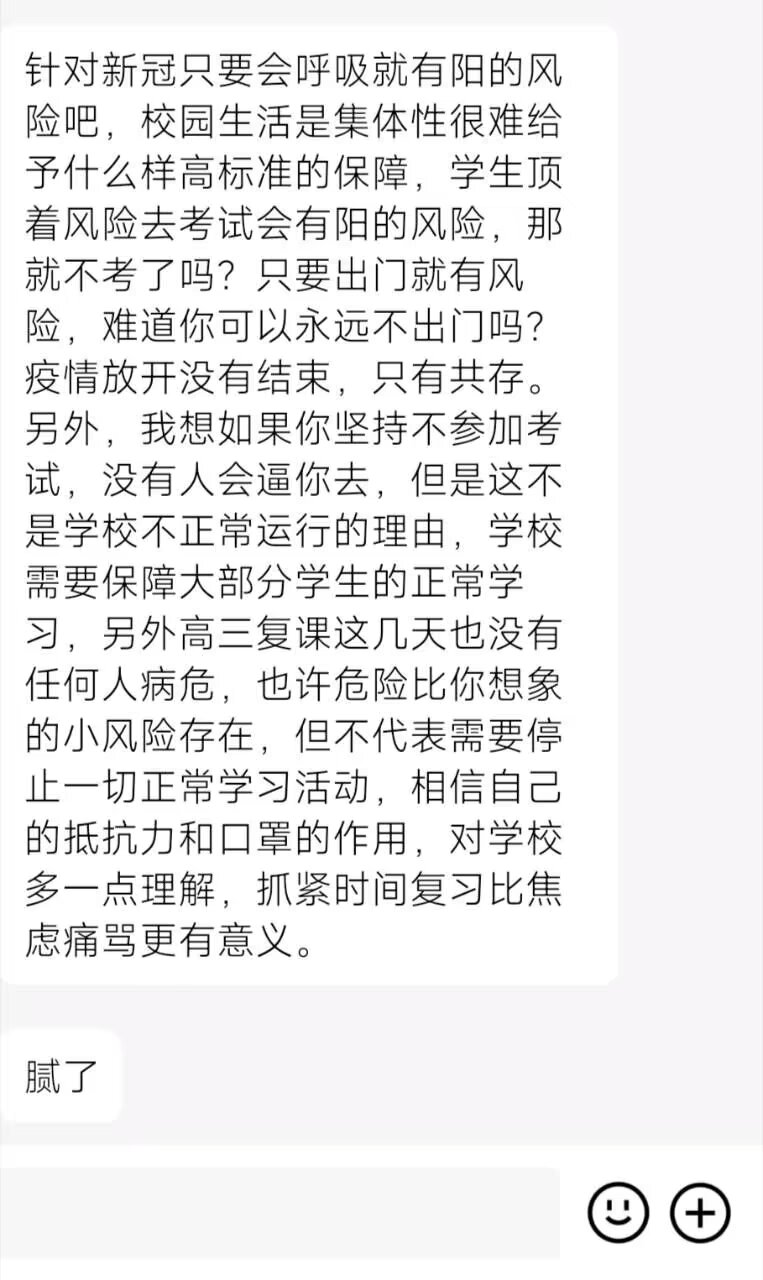 针对新冠只要会呼吸就有阳的风
险吧，校园生活是集体性很难给
予什么样高标准的保障，学生顶
着风险去考试会有阳的风险，那
就不考了吗？只要出门就有风
险，难道你可以永远不出门吗？
疫情放开没有结束，只有共存。
另外，我想如果你坚持不参加考
试，没有人会逼你去，但是这不
是学校不正常运行的理由，学校
需要保障大部分学生的正常学
习，另外高三复课这几天也没有
任何人病危，也许危险比你想象
的小风险存在，但不代表需要停
止一切正常学习活动，相信自己
的抵抗力和口罩的作用，对学校
多一点理解，抓紧时间复习比焦
虑痛骂更有意义。
腻了